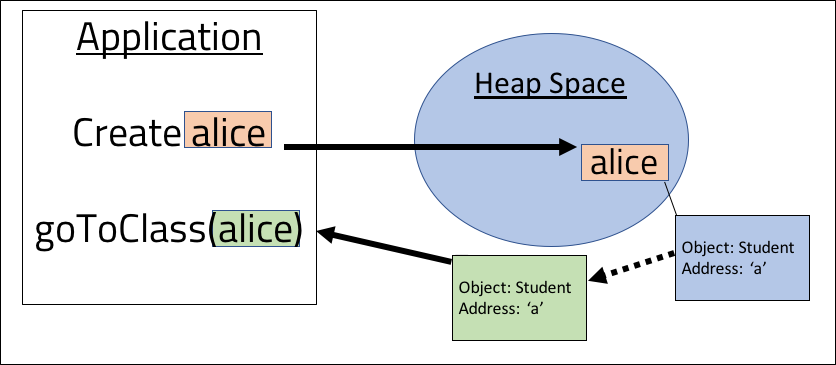 Application
Create alice
goToClass(alice)
Heap Space
alice
Object: Student
Address: ‘a’
Object: Student
Address: ‘a’